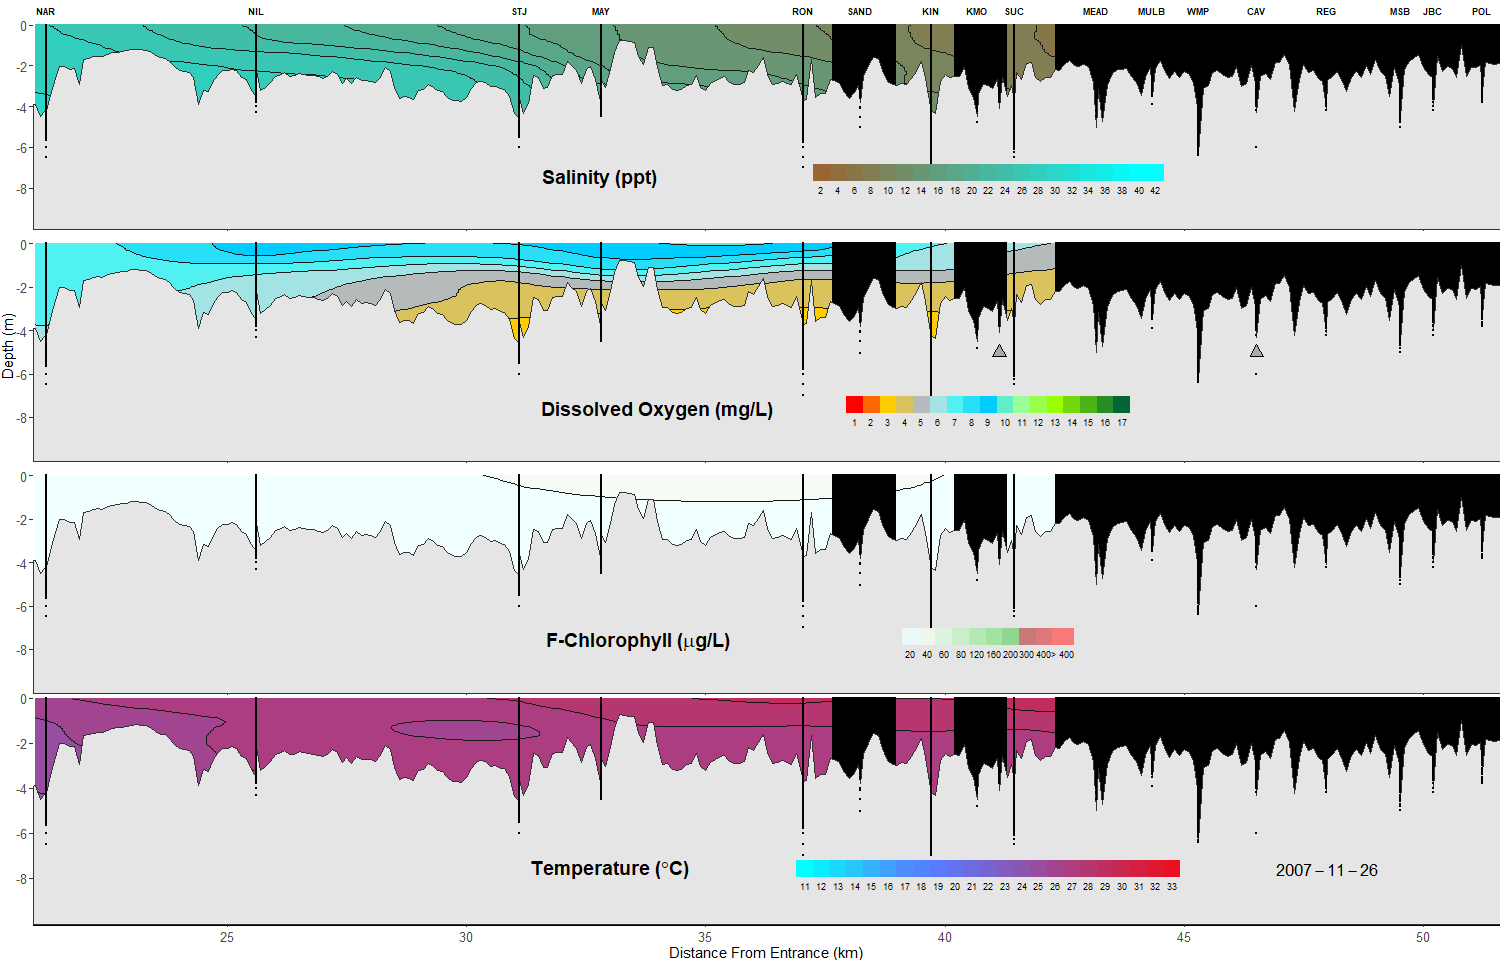 NAR NIL STJ MAY RON SAND KIN KMO SUC MEAD MULB WMP CAV REG MSB JBC POL
0
-2
-4
-6
-8
Salinity (ppt)
2 4 6 8 10 12 14 16 18 20 22 24 26 28 30 32 34 36 38 40 42
0
-2
-4
-6
-8
Depth (m)
Dissolved Oxygen (mg/L)
1 2 3 4 5 6 7 8 9 10 11 12 13 14 15 16 17
0
-2
-4
-6
-8
F-Chlorophyll (μg/L)
20 40 60 80 120 160 200 300 400> 400
0
-2
-4
-6
-8
Temperature (°C)
11 12 13 14 15 16 17 18 19 20 21 22 23 24 25 26 27 28 29 30 31 32 33
2007 – 11 – 26
25 30 35 40 45 50
Distance From Entrance (km)